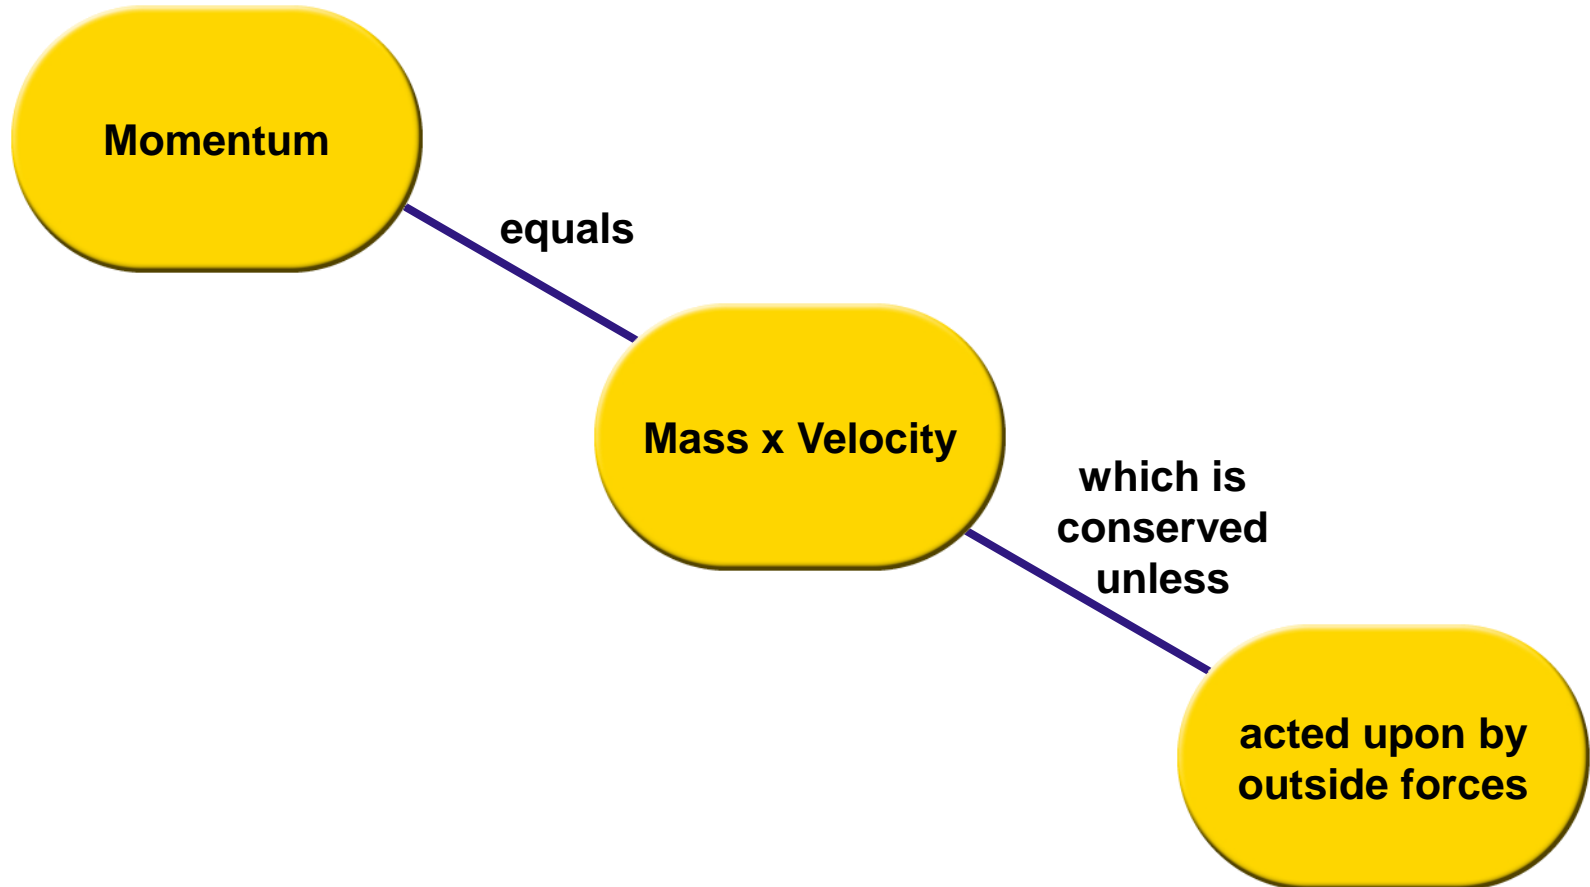 Momentum
equals
Mass x Velocity
which is
conserved
unless
acted upon by
outside forces